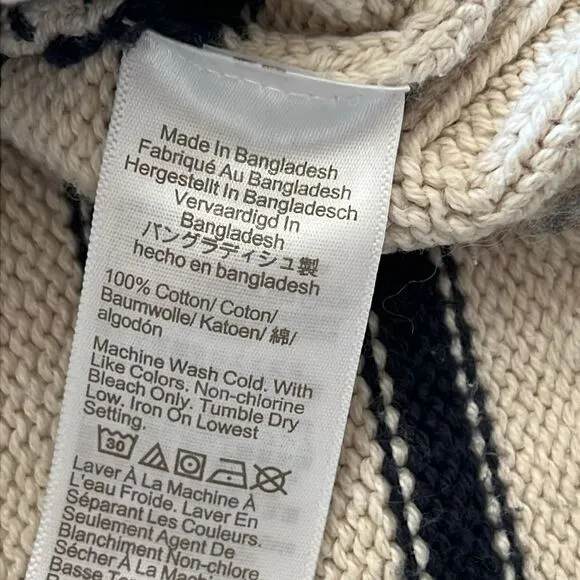 Made In Bangladesh
Fabriqué Au Bangladesh
Hergestellt In Bangladesch
Vervaardigd In
Bangladesh
バングラディシュ製
hecho en bangladesh
100% Cotton/ Coton/
Baumwolle/ Katoen/ 綿/
algodón
Machine Wash Cold. With
Like Colors. Non-chlorine
Bleach Only. Tumble Dry
Low. Iron On Lowest
Setting.
30
Laver À La Machine À
L'eau Froide. Laver En
Séparant Les Couleurs.
Seulement Agent De
Blanchiment Non-chlore
Sécher À La Mach
Basse